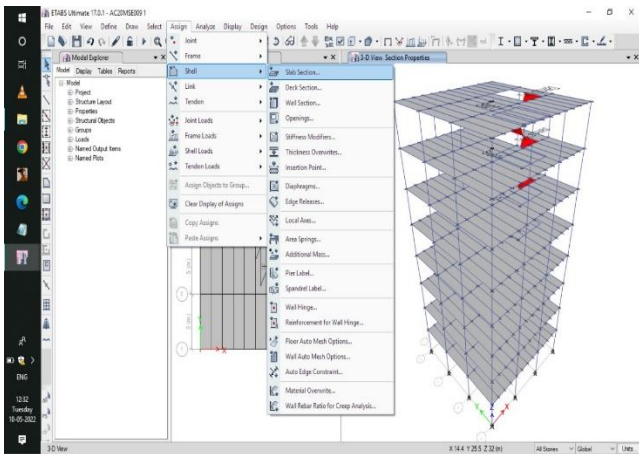 ETABS Ultimate 17.0.1 - AC20MSE009 1
File Edit View Define Draw Select Assign Analyze Display Design Options Tools Help
Model Explorer
3-D View Section Properties
Model Display Tables Reports
Model
Project
Structure Layout
Properties
Structural Objects
Groups
Loads
Named Output Items
Named Plots
Joint
Frame
Shell
Link
Tendon
Joint Loads
Frame Loads
Shell Loads
Tendon Loads
Assign Objects to Group...
Clear Display of Assigns
Copy Assigns
Paste Assigns
Slab Section...
Deck Section...
Wall Section...
Openings...
Stiffness Modifiers...
Thickness Overwrites...
Insertion Point...
Diaphragms...
Edge Releases...
Local Axes...
Area Springs...
Additional Mass...
Pier Label...
Spandrel Label...
Wall Hinge...
Reinforcement for Wall Hinge...
Floor Auto Mesh Options...
Wall Auto Mesh Options...
Auto Edge Constraint...
Material Overwrite...
Wall Rebar Ratio for Creep Analysis...
5 (m)
5 (m)
Y
X
Y
Z
X
ENG
12:32
Tuesday
10-05-2022
3-D View
X 14.4 Y 25.5 Z 32 (m)
All Stories
Global
Units